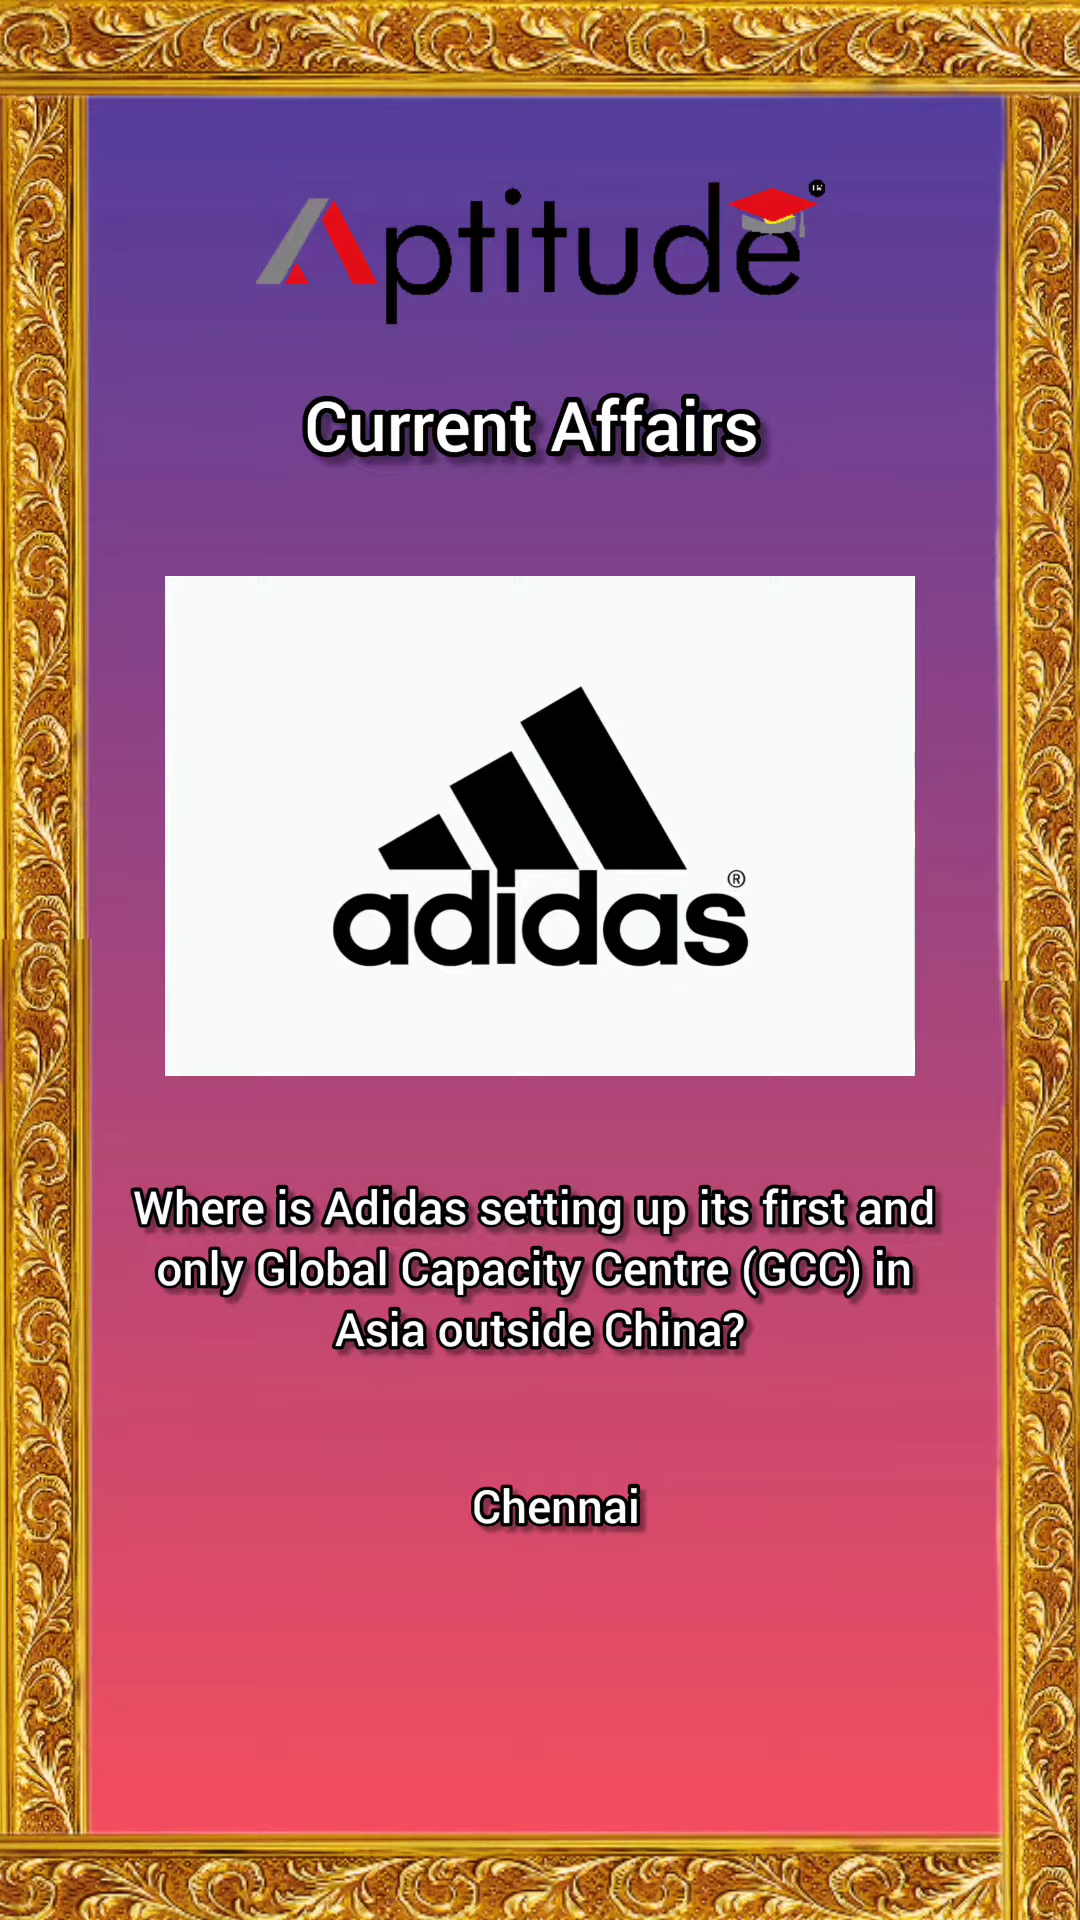 Aptitude
Current Affairs
adidas®
Where is Adidas setting up its first and
only Global Capacity Centre (GCC) in
Asia outside China?
Chennai